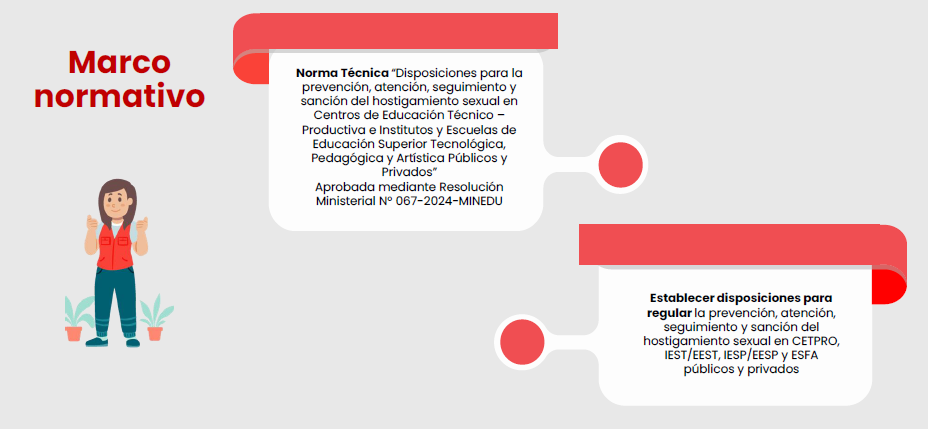 Marco
normativo
Norma Técnica “Disposiciones para la
prevención, atención, seguimiento y
sanción del hostigamiento sexual en
Centros de Educación Técnico –
Productiva e Institutos y Escuelas de
Educación Superior Tecnológica,
Pedagógica y Artística Públicos y
Privados”
Aprobada mediante Resolución
Ministerial N° 067-2024-MINEDU
Establecer disposiciones para
regular la prevención, atención,
seguimiento y sanción del
hostigamiento sexual en CETPRO,
IEST/EEST, IESP/EESP y ESFA
públicos y privados